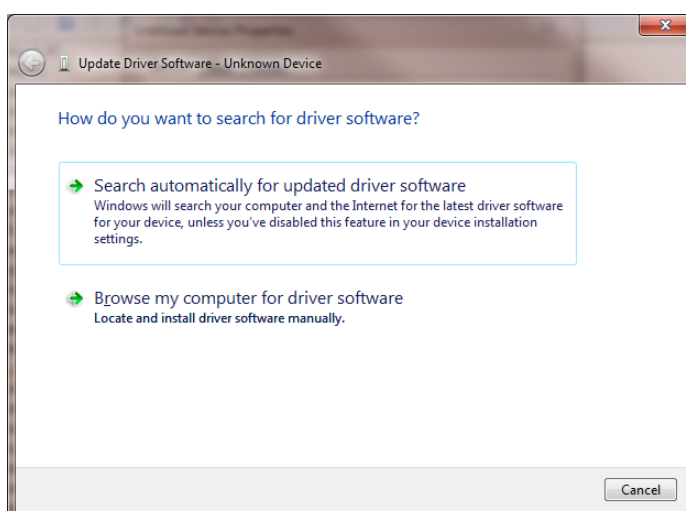 Unknown device Properties
Update Driver Software - Unknown Device
How do you want to search for driver software?
Search automatically for updated driver software
Windows will search your computer and the Internet for the latest driver software
for your device, unless you've disabled this feature in your device installation
settings.
Browse my computer for driver software
Locate and install driver software manually.
Cancel